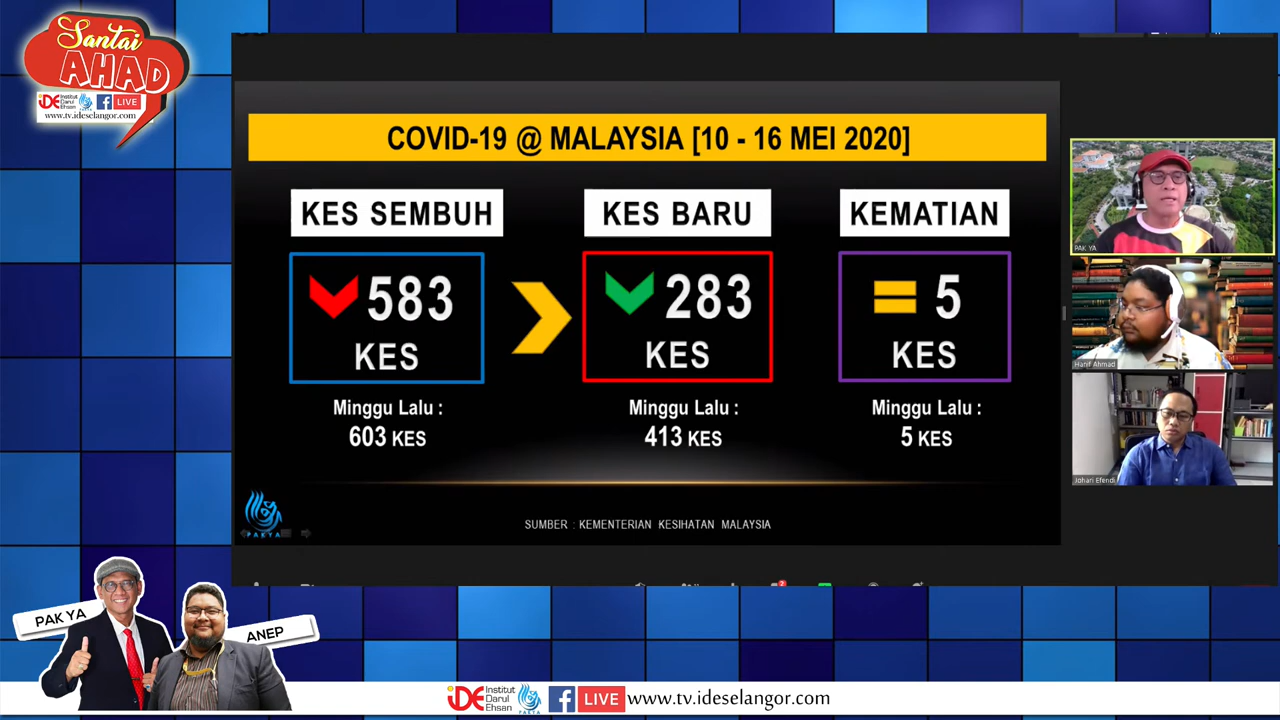 Santai
AHAD
iDE Institut Darul Ehsan PAKYA f LIVE
www.tv.ideselangor.com
COVID-19 @ MALAYSIA [10 - 16 MEI 2020]
KES SEMBUH
KES BARU
KEMATIAN
583
KES
283
KES
= 5
KES
Minggu Lalu :
603 KES
Minggu Lalu :
413 KES
Minggu Lalu :
5 KES
SUMBER : KEMENTERIAN KESIHATAN MALAYSIA
PAKYA
PAK YA
Hanif Ahmad
Johari Efendi
PAK YA
ANEP
iDE Institut Darul Ehsan PAKYA f LIVE www.tv.ideselangor.com